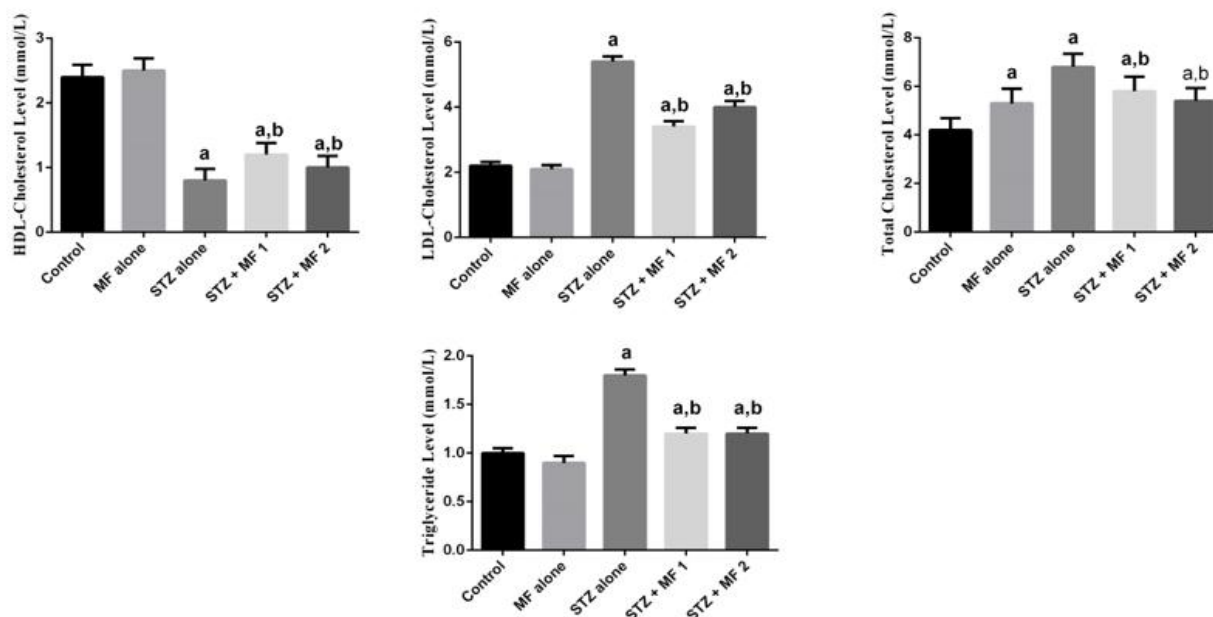 HDL-Cholesterol Level (mmol/L)
3
2
1
0
a
a,b
a,b
Control
MF alone
STZ alone
STZ + MF 1
STZ + MF 2
LDL-Cholesterol Level (mmol/L)
6
4
2
0
a
a,b
a,b
Control
MF alone
STZ alone
STZ + MF 1
STZ + MF 2
Total Cholesterol Level (mmol/L)
8
6
4
6
0
a
a
a,b
a,b
Control
MF alone
STZ alone
STZ + MF 1
STZ + MF 2
Triglyceride Level (mmol/L)
2.0
1.5
1.0
0.5
0.0
a
a,b
a,b
Control
MF alone
STZ alone
STZ + MF 1
STZ + MF 2